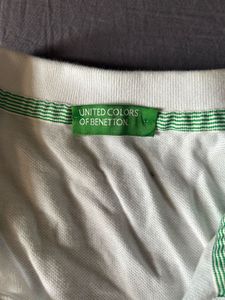 UNITED COLORS
OF BENETTON.